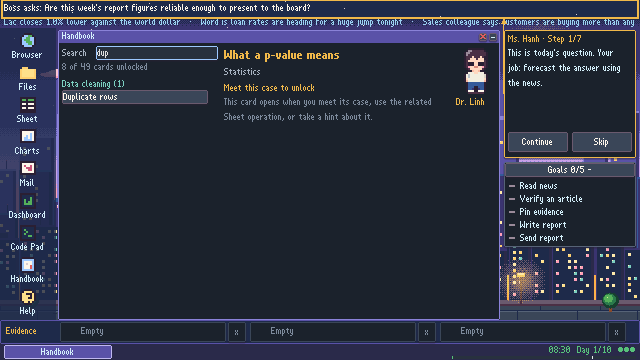 Boss asks: Are this week's report figures reliable enough to present to the board?
Lac closes 1.0% lower against the world dollar · Word is loan rates are heading for a huge jump tonight · Sales colleague says customers are buying more than any
Browser
Files
Sheet
Charts
Mail
Dashboard
Code Pad
Handbook
Help
Handbook
Search dup
8 of 49 cards unlocked
Data cleaning (1)
Duplicate rows
What a p-value means
Statistics
Meet this case to unlock
This card opens when you meet its case, use the related
Sheet operation, or take a hint about it.
Dr. Linh
Ms. Hanh · Step 1/7
This is today's question. Your
job: forecast the answer using
the news.
Continue Skip
Goals 0/5 -
— Read news
— Verify an article
— Pin evidence
— Write report
— Send report
Evidence Empty x Empty x Empty x
Handbook
08:30 Day 1/10